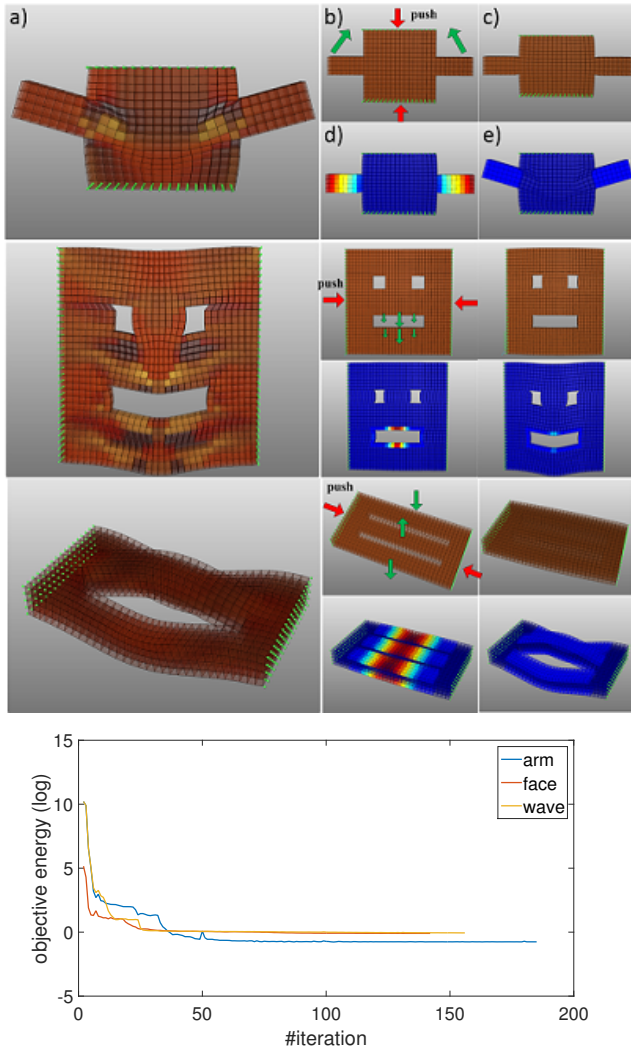 a)
b)
push
c)
d)
e)
push
push
15
10
5
0
-5
objective energy (log)
arm
face
wave
0
50
100
150
200
#iteration